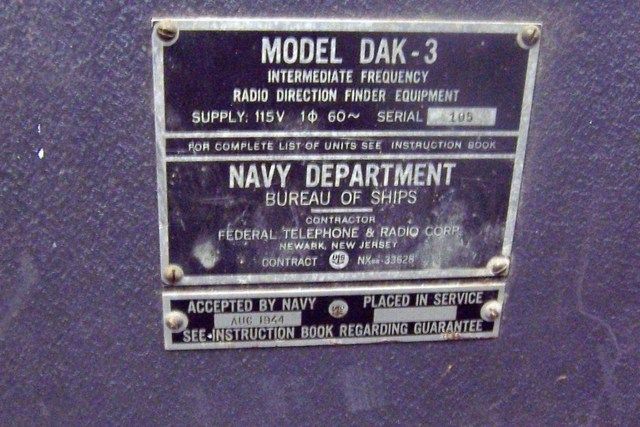 MODEL DAK-3
INTERMEDIATE FREQUENCY
RADIO DIRECTION FINDER EQUIPMENT
SUPPLY: 115V 1ϕ 60~ SERIAL 105
FOR COMPLETE LIST OF UNITS SEE INSTRUCTION BOOK
NAVY DEPARTMENT
BUREAU OF SHIPS
CONTRACTOR
FEDERAL TELEPHONE & RADIO CORP.
NEWARK, NEW JERSEY
CONTRACT NXsr-33628
ACCEPTED BY NAVY PLACED IN SERVICE
AUG 1944
SEE INSTRUCTION BOOK REGARDING GUARANTEE